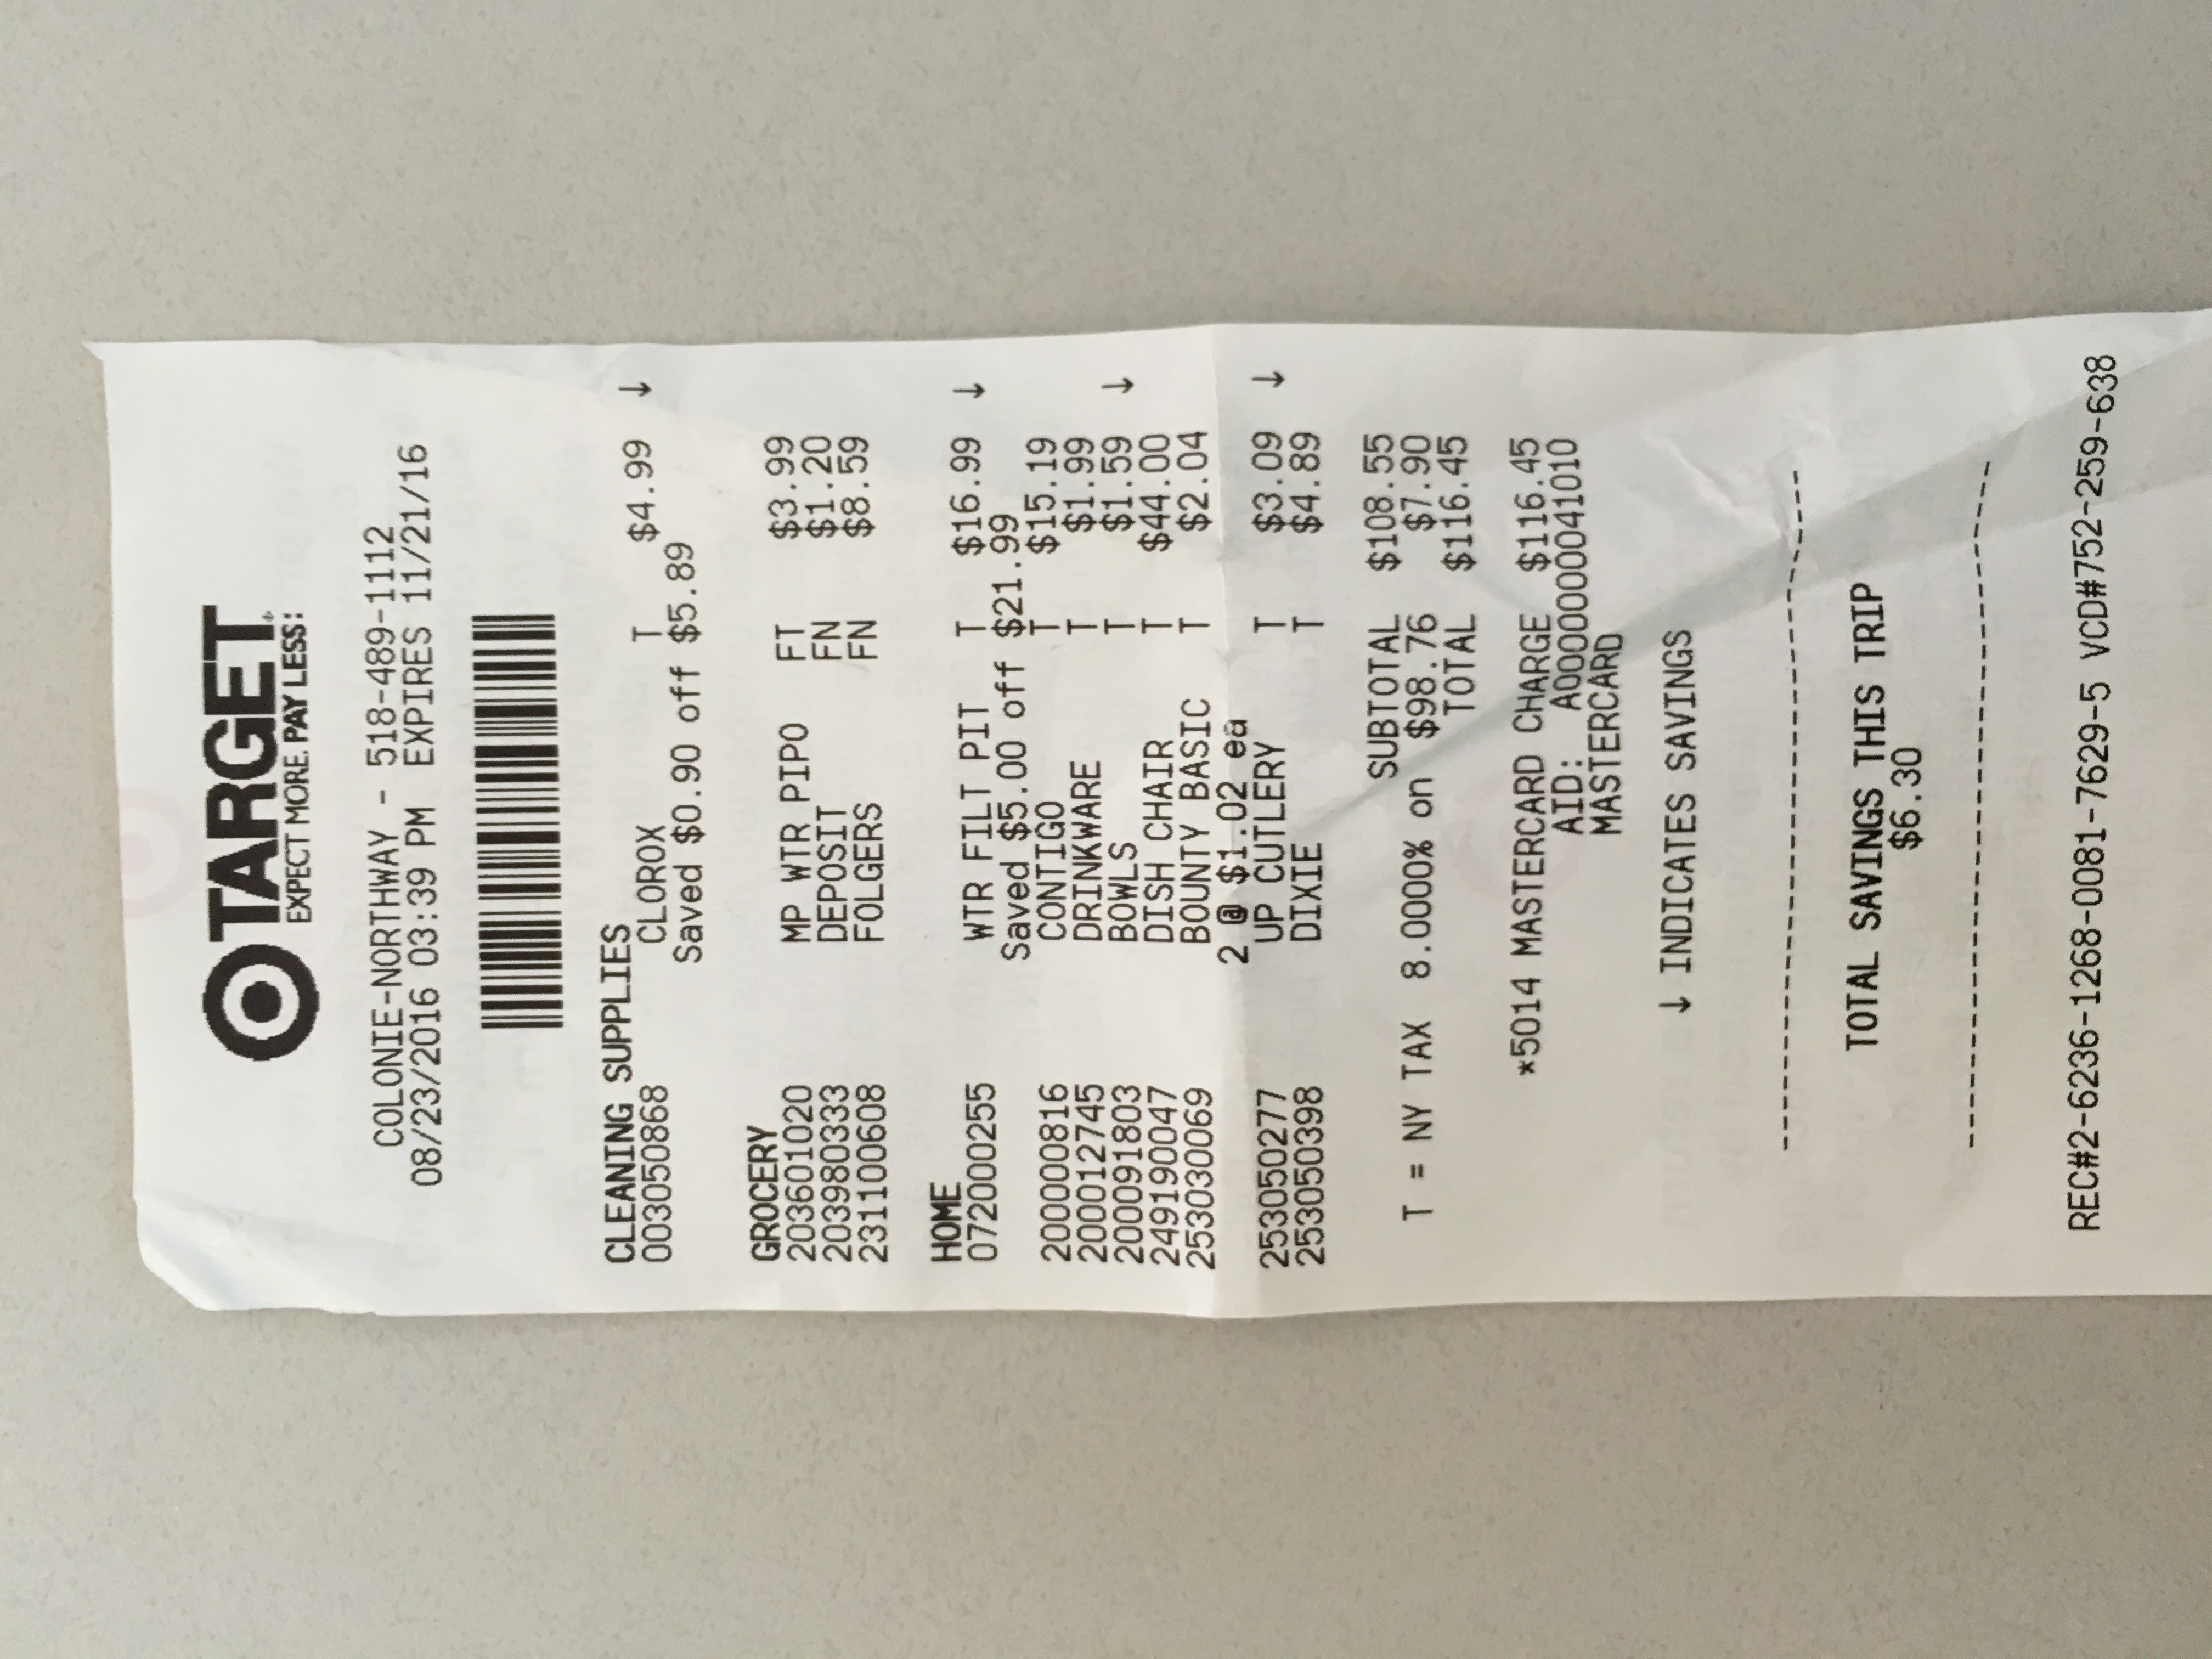 TARGET
EXPECT MORE. PAY LESS:
COLONIE-NORTHWAY - 518-489-1112
08/23/2016 03:39 PM EXPIRES 11/21/16
CLEANING SUPPLIES
003050868 CLOROX T $4.99 ↓
Saved $0.90 off $5.89
GROCERY
203601020 MP WTR PIPO FT $3.99
203980333 DEPOSIT FN $1.20
231100608 FOLGERS FN $8.59
HOME
072000255 WTR FILT PIT T $16.99 ↓
Saved $5.00 off $21.99
200000816 CONTIGO T $15.19
200012745 DRINKWARE T $1.99
200091803 BOWLS T $1.59 ↓
249190047 DISH CHAIR T $44.00
253030069 BOUNTY BASIC T $2.04
2 @ $1.02 ea
253050277 UP CUTLERY T $3.09 ↓
253050398 DIXIE T $4.89
SUBTOTAL $108.55
T = NY TAX 8.0000% on $98.76 $7.90
TOTAL $116.45
*5014 MASTERCARD CHARGE $116.45
AID: A0000000041010
MASTERCARD
↓ INDICATES SAVINGS
TOTAL SAVINGS THIS TRIP
$6.30
REC#2-6236-1268-0081-7629-5 VCD#752-259-638